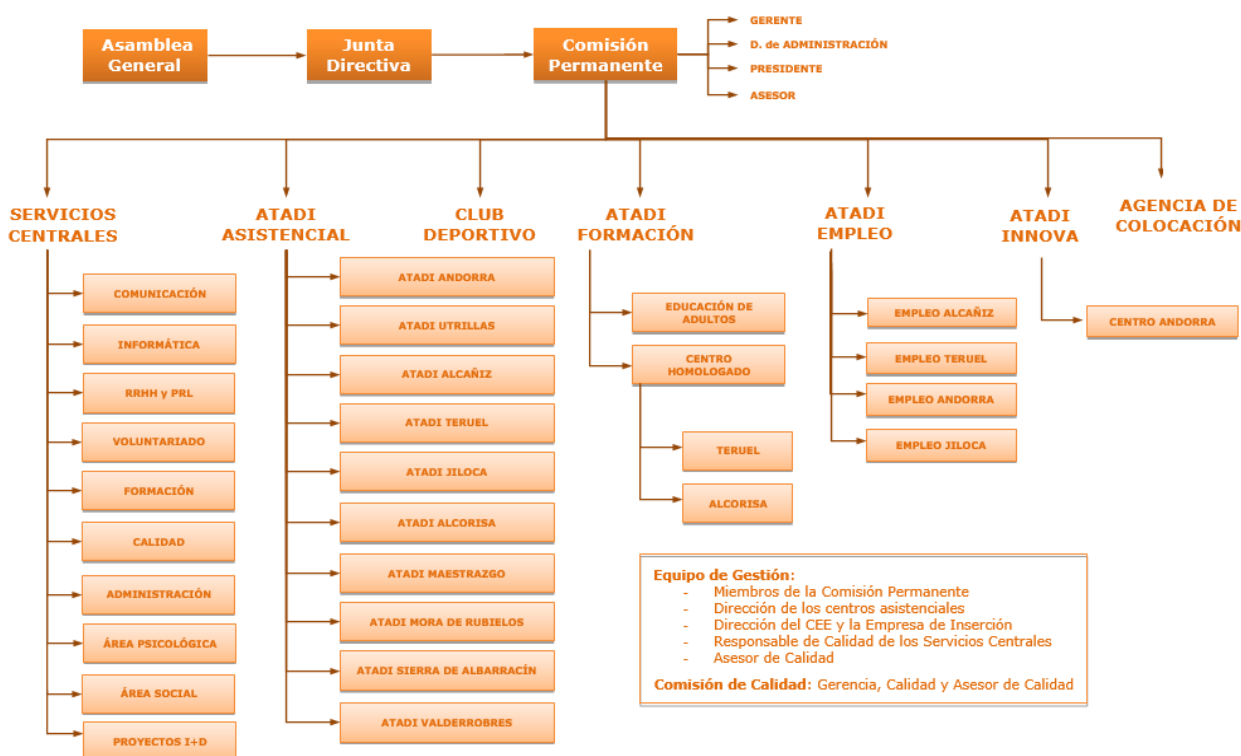 Asamblea
General
Junta
Directiva
Comisión
Permanente
GERENTE
D. de ADMINISTRACIÓN
PRESIDENTE
ASESOR
SERVICIOS
CENTRALES
COMUNICACIÓN
INFORMÁTICA
RRHH y PRL
VOLUNTARIADO
FORMACIÓN
CALIDAD
ADMINISTRACIÓN
ÁREA PSICOLÓGICA
ÁREA SOCIAL
PROYECTOS I+D
ATADI
ASISTENCIAL
ATADI ANDORRA
ATADI UTRILLAS
ATADI ALCAÑIZ
ATADI TERUEL
ATADI JILOCA
ATADI ALCORISA
ATADI MAESTRAZGO
ATADI MORA DE RUBIELOS
ATADI SIERRA DE ALBARRACÍN
ATADI VALDERROBRES
CLUB
DEPORTIVO
ATADI
FORMACIÓN
EDUCACIÓN DE
ADULTOS
CENTRO
HOMOLOGADO
TERUEL
ALCORISA
ATADI
EMPLEO
EMPLEO ALCAÑIZ
EMPLEO TERUEL
EMPLEO ANDORRA
EMPLEO JILOCA
ATADI
INNOVA
CENTRO ANDORRA
AGENCIA DE
COLOCACIÓN
Equipo de Gestión:
- Miembros de la Comisión Permanente
- Dirección de los centros asistenciales
- Dirección del CEE y la Empresa de Inserción
- Responsable de Calidad de los Servicios Centrales
- Asesor de Calidad
Comisión de Calidad: Gerencia, Calidad y Asesor de Calidad